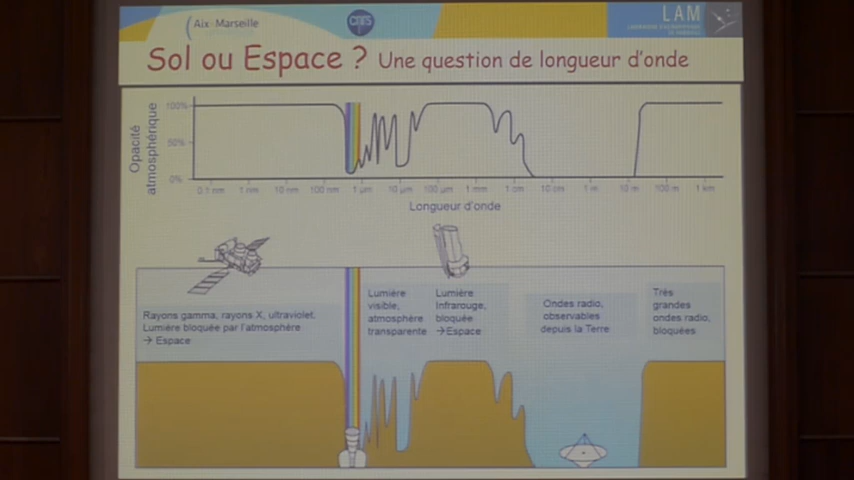 Aix Marseille
LAM
Sol ou Espace ? Une question de longueur d'onde
Opacité
atmosphérique
100%
50%
0%
0.1 nm 1 nm 10 nm 100 nm 1 µm 10 µm 100 µm 1 mm 1 cm 10 cm 1 m 10 m 100 m 1 km
Longueur d'onde
Rayons gamma, rayons X, ultraviolet.
Lumière bloquée par l'atmosphère
→ Espace
Lumière
visible,
atmosphère
transparente
Lumière
Infrarouge,
bloquée
→Espace
Ondes radio,
observables
depuis la Terre
Très
grandes
ondes radio,
bloquées